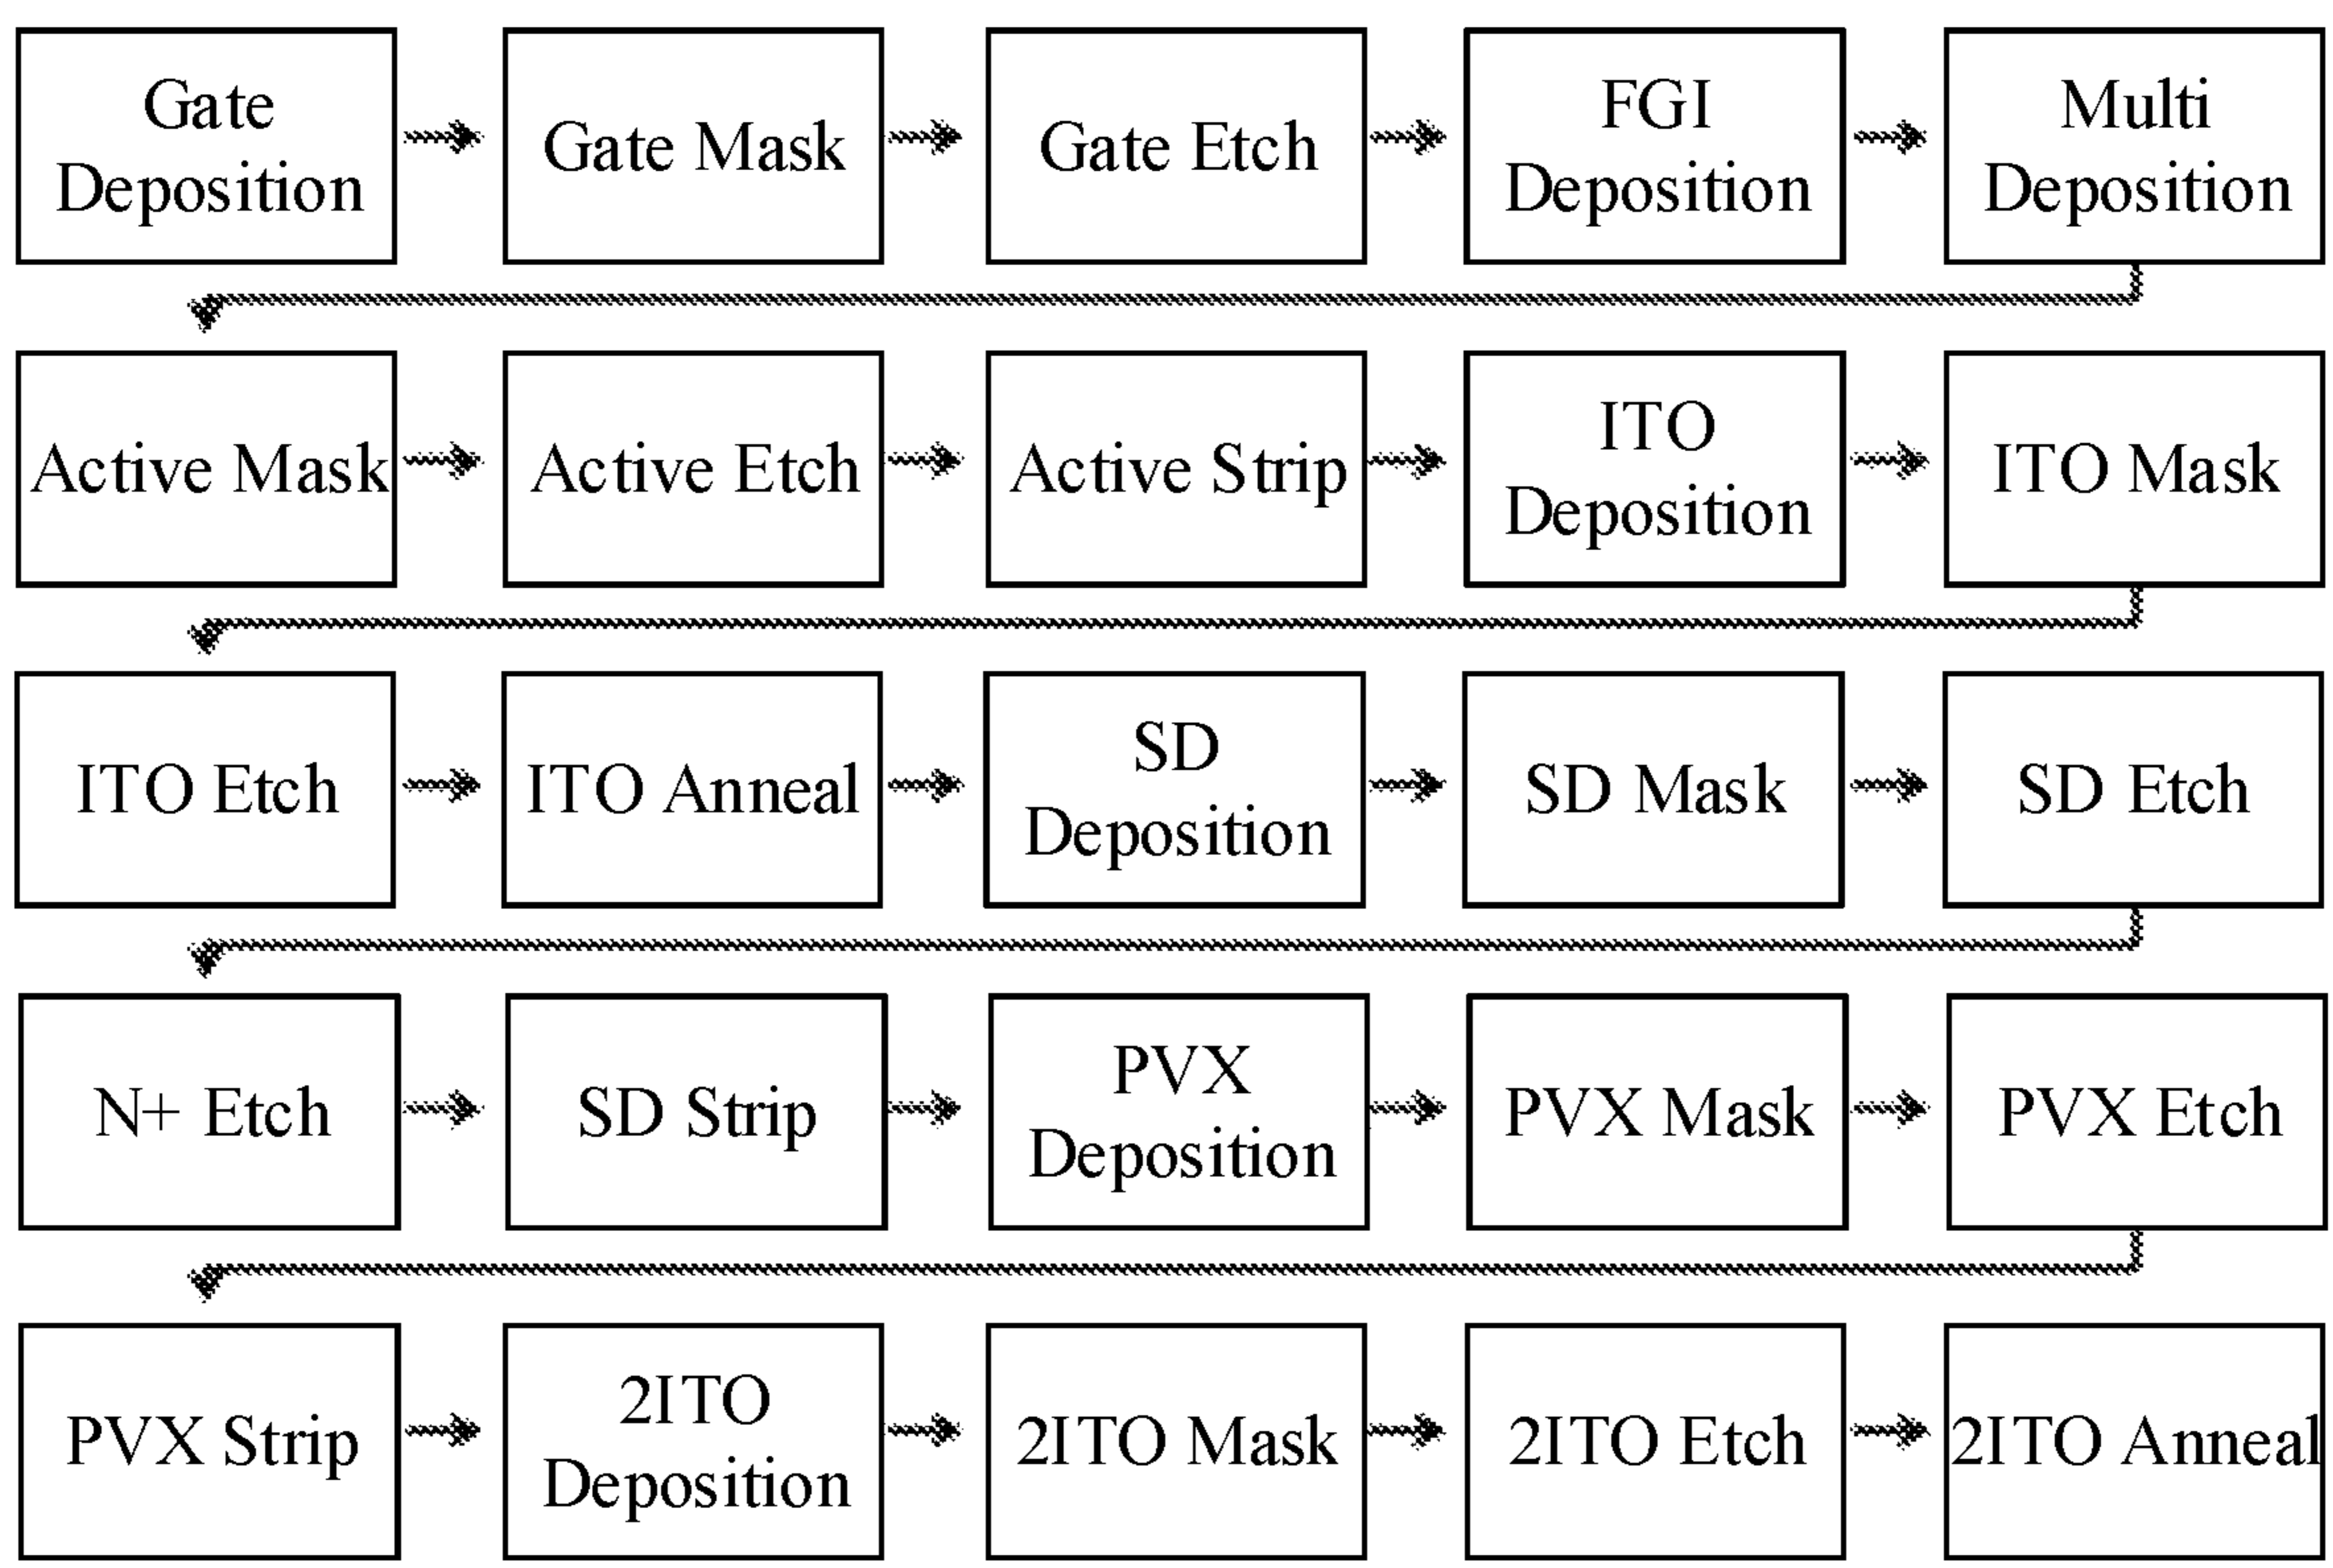 Gate
Deposition
Gate Mask
Gate Etch
FGI
Deposition
Multi
Deposition
Active Mask
Active Etch
Active Strip
ITO
Deposition
ITO Mask
ITO Etch
ITO Anneal
SD
Deposition
SD Mask
SD Etch
N+ Etch
SD Strip
PVX
Deposition
PVX Mask
PVX Etch
PVX Strip
2ITO
Deposition
2ITO Mask
2ITO Etch
2ITO Anneal